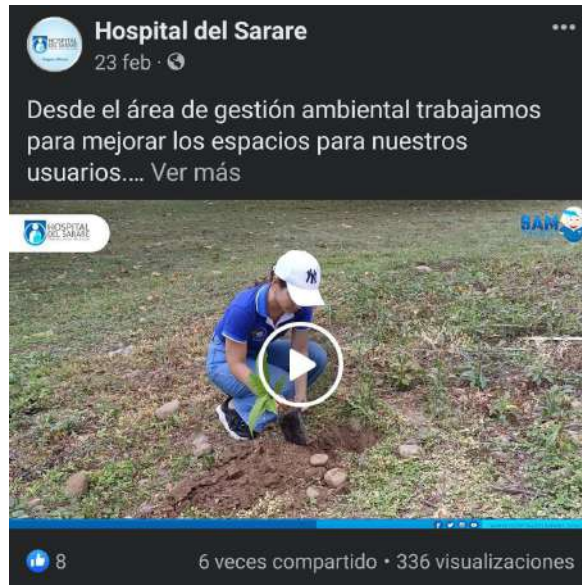 Hospital del Sarare
23 feb ·
Desde el área de gestión ambiental trabajamos
para mejorar los espacios para nuestros
usuarios.... Ver más
HOSPITAL
DEL SARARE
SAM
NY
8
6 veces compartido • 336 visualizaciones